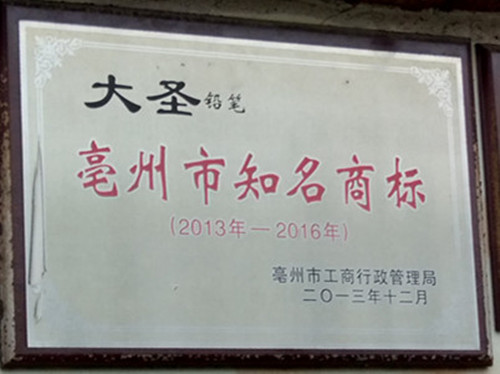 大圣铅笔
亳州市知名商标
(2013年—2016年)
亳州市工商行政管理局
二〇一三年十二月